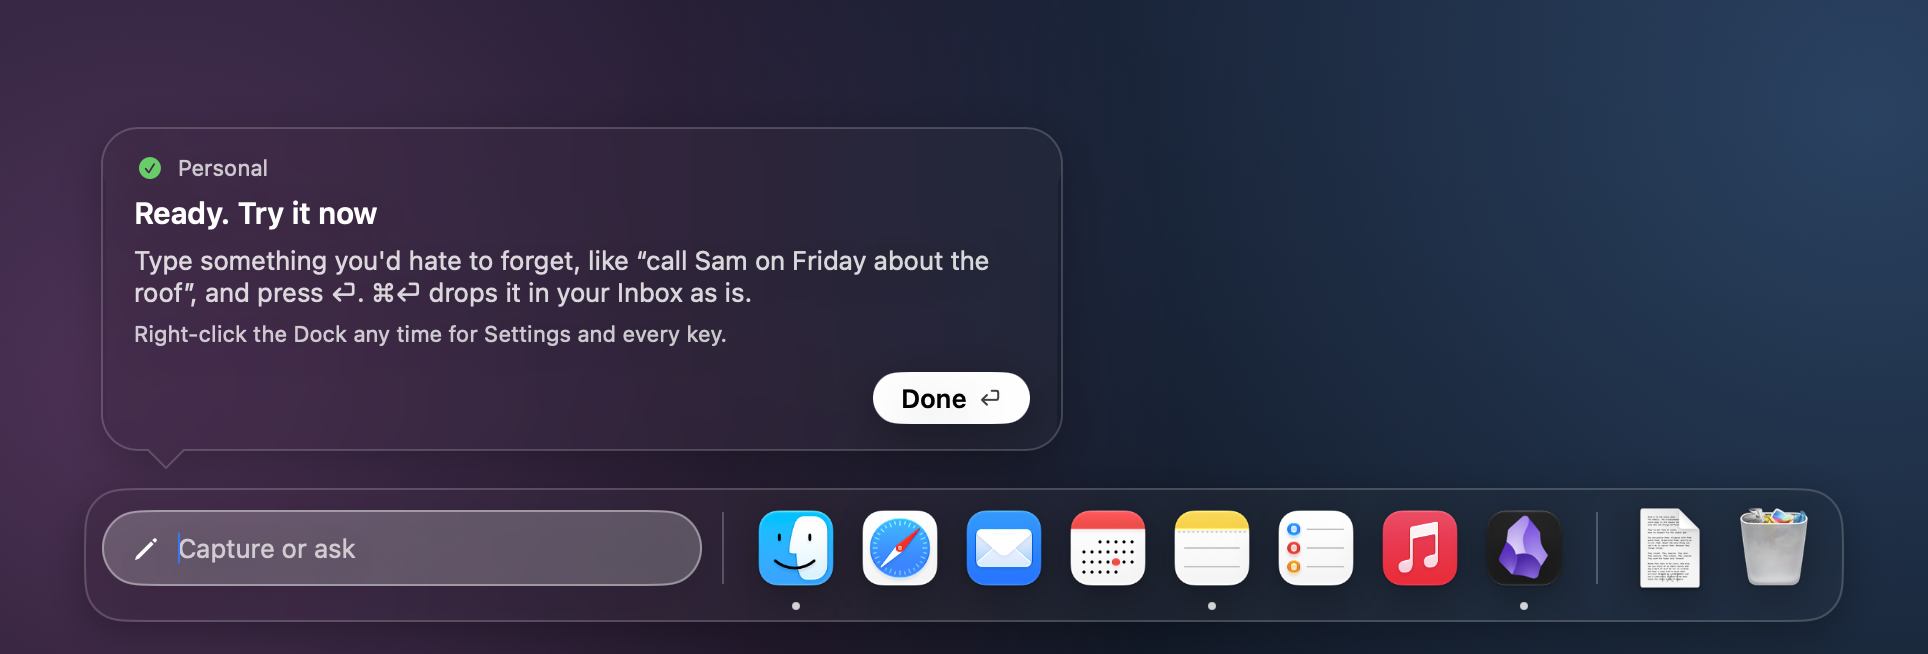 Personal
Ready. Try it now
Type something you'd hate to forget, like “call Sam on Friday about the
roof”, and press ↩. ⌘↩ drops it in your Inbox as is.
Right-click the Dock any time for Settings and every key.
Done ↩
Capture or ask